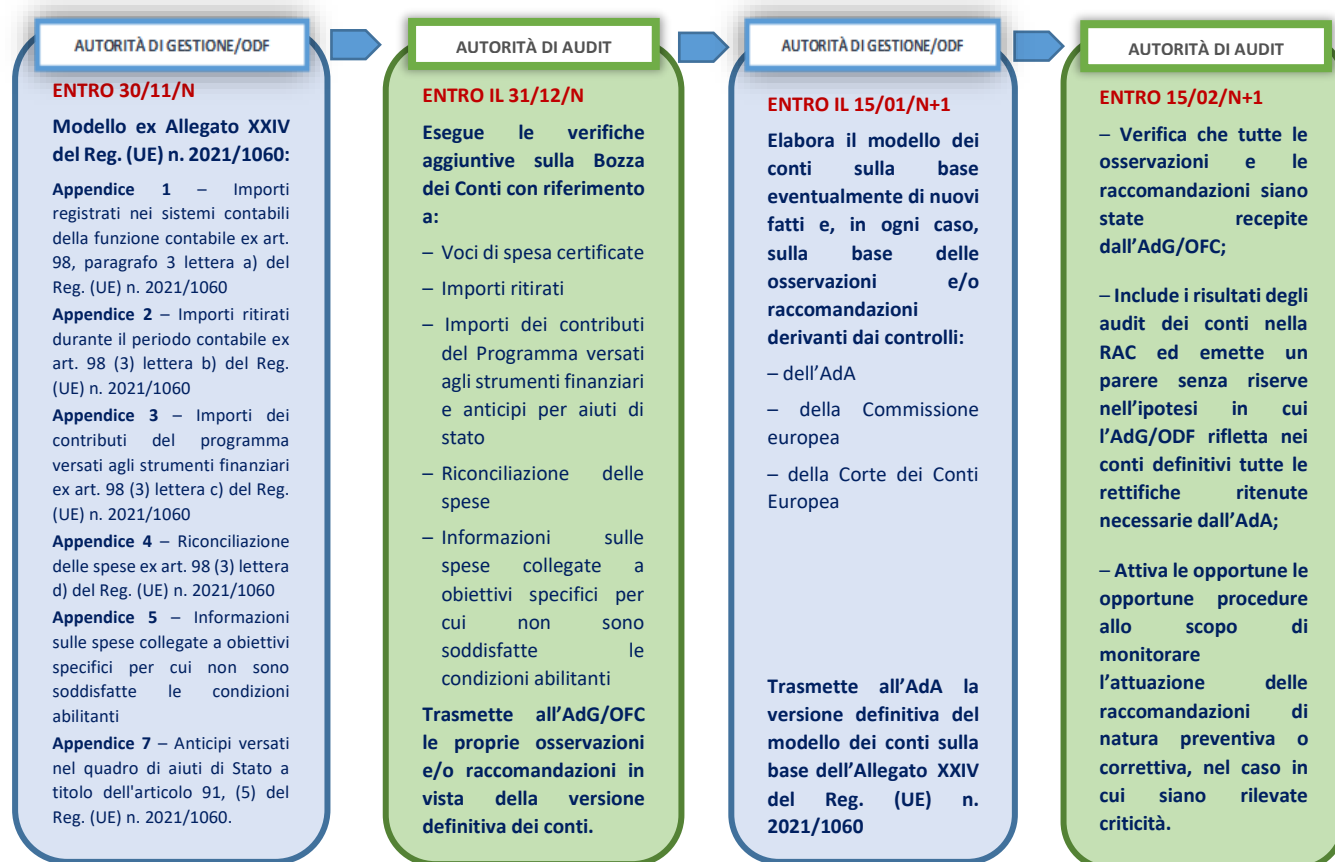 AUTORITÀ DI GESTIONE/ODF
ENTRO 30/11/N
Modello ex Allegato XXIV
del Reg. (UE) n. 2021/1060:
Appendice 1 – Importi
registrati nei sistemi contabili
della funzione contabile ex art.
98, paragrafo 3 lettera a) del
Reg. (UE) n. 2021/1060
Appendice 2 – Importi ritirati
durante il periodo contabile ex
art. 98 (3) lettera b) del Reg.
(UE) n. 2021/1060
Appendice 3 – Importi dei
contributi del programma
versati agli strumenti finanziari
ex art. 98 (3) lettera c) del Reg.
(UE) n. 2021/1060
Appendice 4 – Riconciliazione
delle spese ex art. 98 (3) lettera
d) del Reg. (UE) n. 2021/1060
Appendice 5 – Informazioni
sulle spese collegate a obiettivi
specifici per cui non sono
soddisfatte le condizioni
abilitanti
Appendice 7 – Anticipi versati
nel quadro di aiuti di Stato a
titolo dell'articolo 91, (5) del
Reg. (UE) n. 2021/1060.
AUTORITÀ DI AUDIT
ENTRO IL 31/12/N
Esegue le verifiche
aggiuntive sulla Bozza
dei Conti con riferimento
a:
– Voci di spesa certificate
– Importi ritirati
– Importi dei contributi
del Programma versati
agli strumenti finanziari
e anticipi per aiuti di
stato
– Riconciliazione delle
spese
– Informazioni sulle
spese collegate a
obiettivi specifici per
cui non sono
soddisfatte le
condizioni abilitanti
Trasmette all’AdG/OFC
le proprie osservazioni
e/o raccomandazioni in
vista della versione
definitiva dei conti.
AUTORITÀ DI GESTIONE/ODF
ENTRO IL 15/01/N+1
Elabora il modello dei
conti sulla base
eventualmente di nuovi
fatti e, in ogni caso,
sulla base delle
osservazioni e/o
raccomandazioni
derivanti dai controlli:
– dell’AdA
– della Commissione
europea
– della Corte dei Conti
Europea
Trasmette all’AdA la
versione definitiva del
modello dei conti sulla
base dell’Allegato XXIV
del Reg. (UE) n.
2021/1060
AUTORITÀ DI AUDIT
ENTRO 15/02/N+1
– Verifica che tutte le
osservazioni e le
raccomandazioni siano
state recepite
dall’AdG/OFC;
– Include i risultati degli
audit dei conti nella
RAC ed emette un
parere senza riserve
nell’ipotesi in cui
l’AdG/ODF rifletta nei
conti definitivi tutte le
rettifiche ritenute
necessarie dall’AdA;
– Attiva le opportune le
opportune procedure
allo scopo di
monitorare
l’attuazione delle
raccomandazioni di
natura preventiva o
correttiva, nel caso in
cui siano rilevate
criticità.